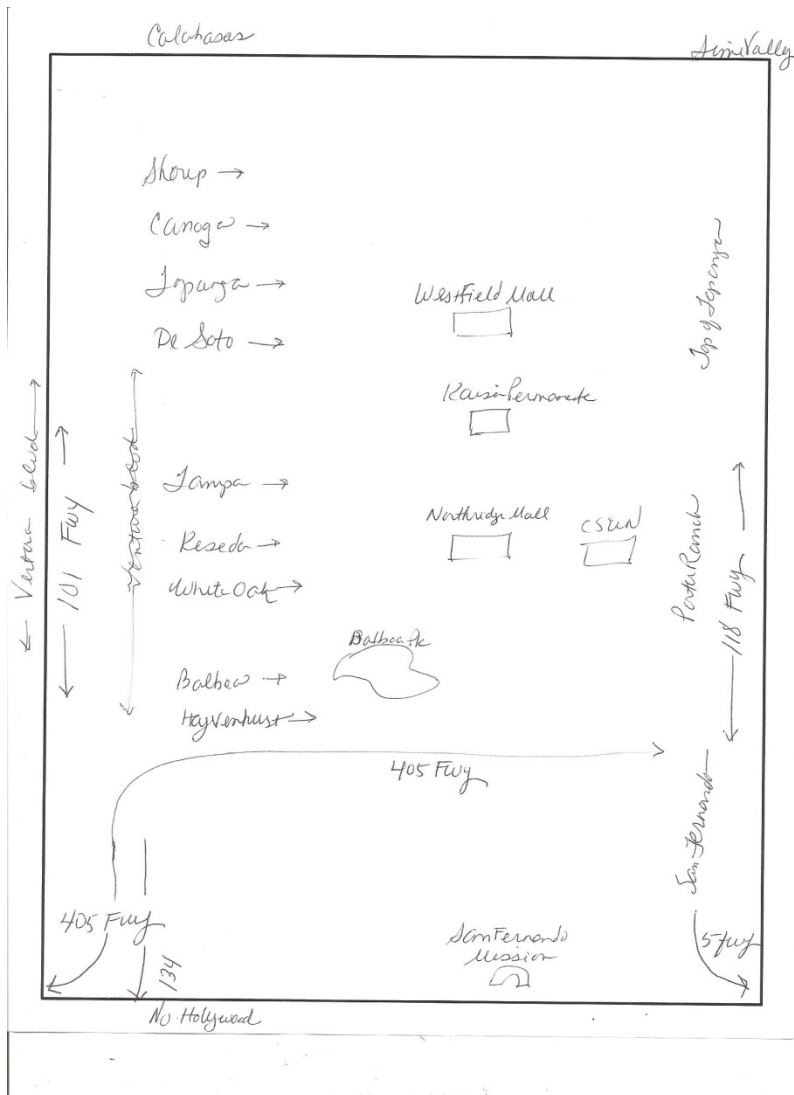 Calabasas
Simi Vally
Shoup →
Canoga →
Topanga →
De Soto →
Westfield Mall
Top of Topanga
Kaiser Permanente
← Ventura blvd →
← 101 Fwy →
Ventura blvd
Tampa →
Reseda →
White Oak →
Northridge Mall
CSUN
Porter Ranch
← 118 Fwy →
Balboa Pk
Balboa →
Hayvenhust →
405 Fwy
San Fernando
405 Fwy
134
San Fernando
Mission
5 fwy
No. Hollywood